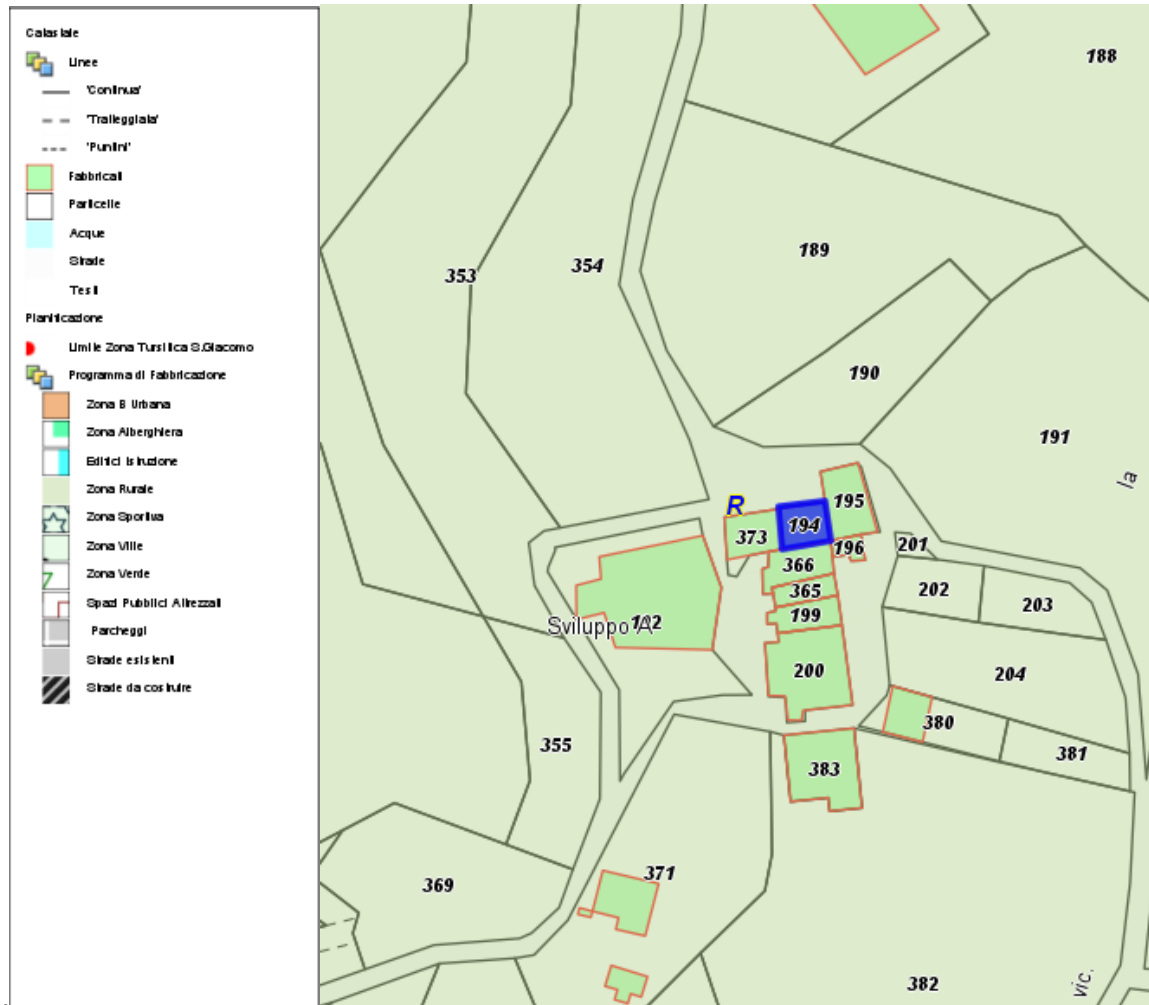 Catastale
Linee
'Continua'
'Tratteggiata'
'Puntini'
Fabbricati
Particelle
Acque
Strade
Testi
Pianificazione
Limite Zona Turistica S.Giacomo
Programma di Fabbricazione
Zona B Urbana
Zona Alberghiera
Edifici Istruzione
Zona Rurale
Zona Sportiva
Zona Ville
Zona Verde
Spazi Pubblici Attrezzati
Parcheggi
Strade esistenti
Strade da costruire
188
189
353
354
190
191
la
R
195
194
373
196
201
366
365
202
203
199
Sviluppo A
200
204
380
355
381
383
371
369
382
vic.